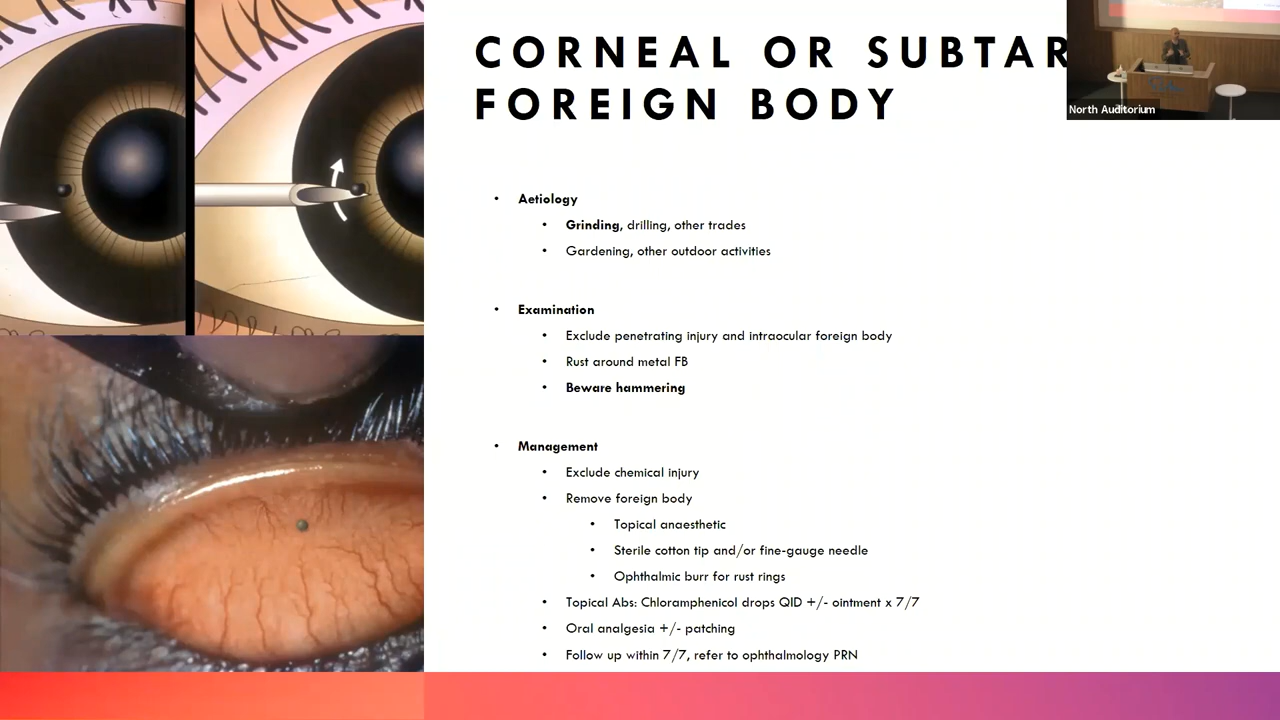 CORNEAL OR SUBTAR
FOREIGN BODY
North Auditorium
• Aetiology
• Grinding, drilling, other trades
• Gardening, other outdoor activities
• Examination
• Exclude penetrating injury and intraocular foreign body
• Rust around metal FB
• Beware hammering
• Management
• Exclude chemical injury
• Remove foreign body
• Topical anaesthetic
• Sterile cotton tip and/or fine-gauge needle
• Ophthalmic burr for rust rings
• Topical Abs: Chloramphenicol drops QID +/- ointment x 7/7
• Oral analgesia +/- patching
• Follow up within 7/7, refer to ophthalmology PRN